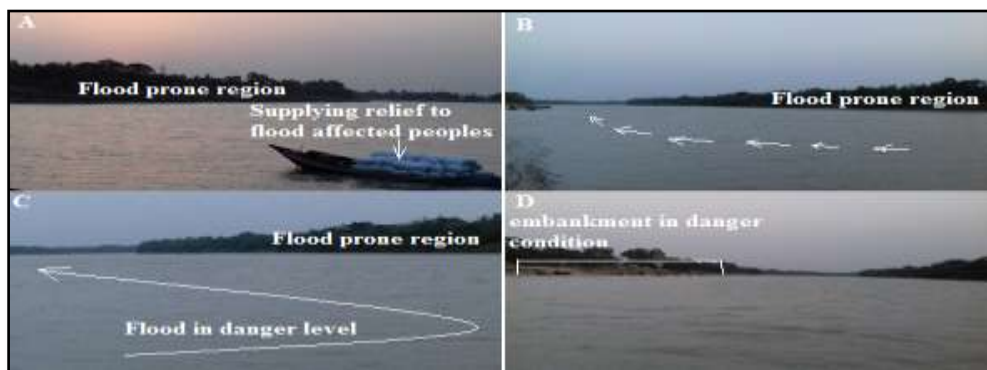 A
Flood prone region
Supplying relief to
flood affected peoples
B
Flood prone region
C
Flood prone region
Flood in danger level
D
embankment in danger
condition